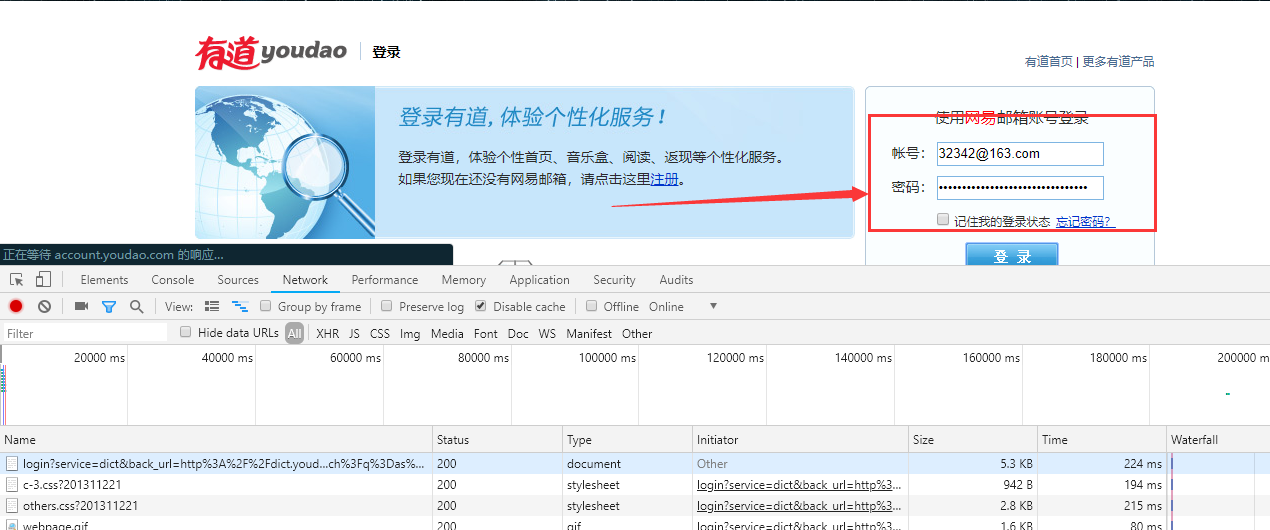 有道youdao 登录
有道首页 | 更多有道产品
登录有道，体验个性化服务！
登录有道，体验个性首页、音乐盒、阅读、返现等个性化服务。
如果您现在还没有网易邮箱，请点击这里注册。
使用网易邮箱账号登录
帐号： 32342@163.com
密码： ••••••••••••••••••••••••••••••
记住我的登录状态 忘记密码？
登 录
正在等待 account.youdao.com 的响应...
Elements Console Sources Network Performance Memory Application Security Audits
View: Group by frame Preserve log Disable cache Offline Online
Filter Hide data URLs All XHR JS CSS Img Media Font Doc WS Manifest Other
20000 ms 40000 ms 60000 ms 80000 ms 100000 ms 120000 ms 140000 ms 160000 ms 180000 ms 200000 m
Name Status Type Initiator Size Time Waterfall
login?service=dict&back_url=http%3A%2F%2Fdict.youd...ch%3Fq%3Das%... 200 document Other 5.3 KB 224 ms
c-3.css?201311221 200 stylesheet login?service=dict&back_url=http%3... 942 B 194 ms
others.css?201311221 200 stylesheet login?service=dict&back_url=http%3... 2.8 KB 215 ms
webpage.gif 200 gif login?service=dict&back_url=http%3... 1.6 KB 80 ms